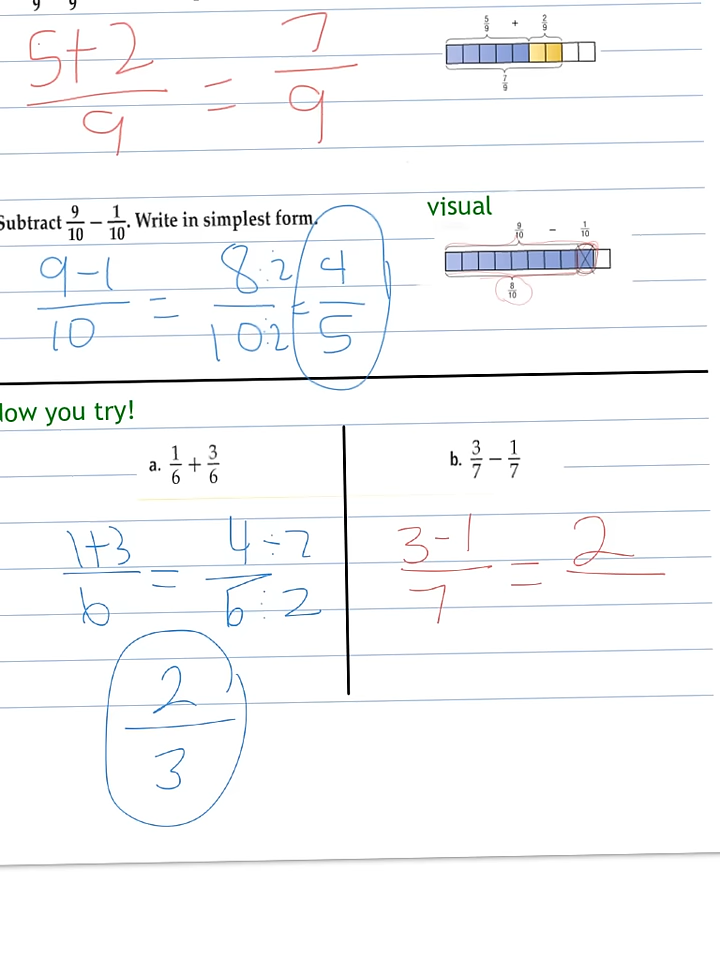 9 9
5/9 + 2/9
5+2/9 = 7/9
7/9
Subtract 9/10 − 1/10. Write in simplest form.
visual
9/10 − 1/10
9-1/10 = 8:2/10:2 = 4/5
8/10
Now you try!
a. 1/6 + 3/6
b. 3/7 − 1/7
1+3/6 = 4÷2/6:2
2/3
3-1/7 = 2/